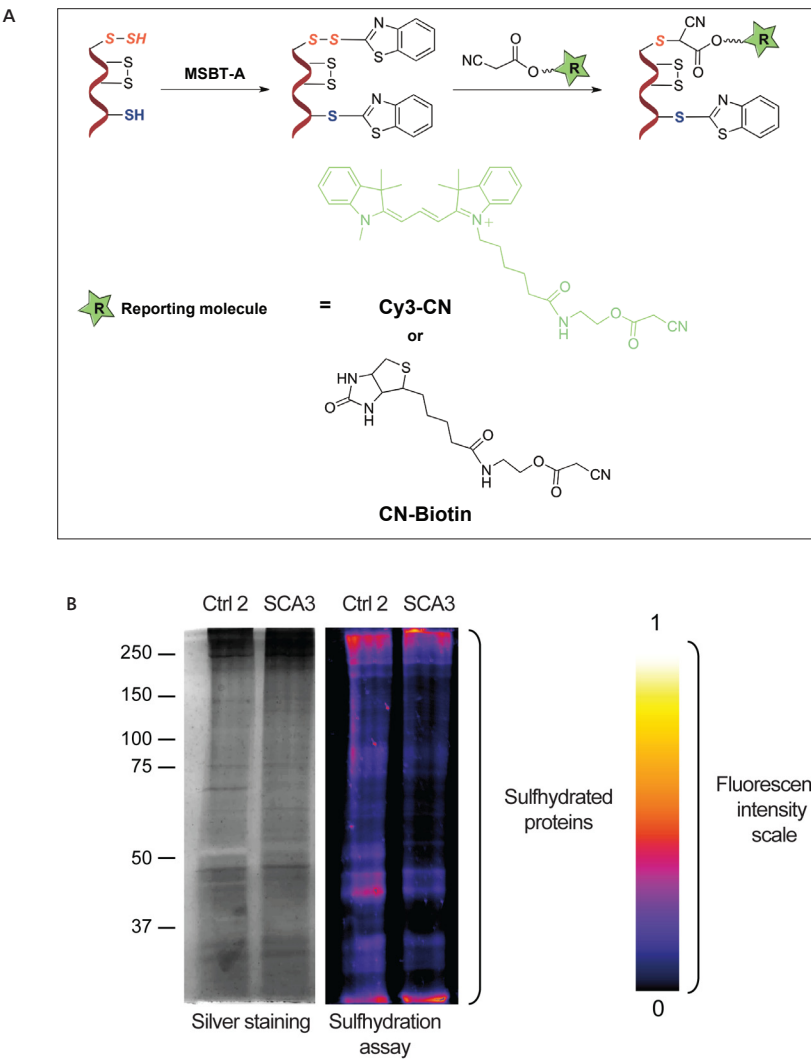 A
S–SH
S
S
SH
MSBT-A
S–S
N
S
S
S
S
N
S
NC
O
O
R
CN
S
O
O
R
S
S
S
N
S
N
N+
O
N
H
O
O
CN
R Reporting molecule = Cy3-CN
or
HN
S
O
N
H
O
N
H
O
O
CN
CN-Biotin
B
Ctrl 2 SCA3 Ctrl 2 SCA3
250
150
100
75
50
37
Silver staining
Sulfhydration
assay
Sulfhydrated
proteins
1
0
Fluorescen
intensity
scale